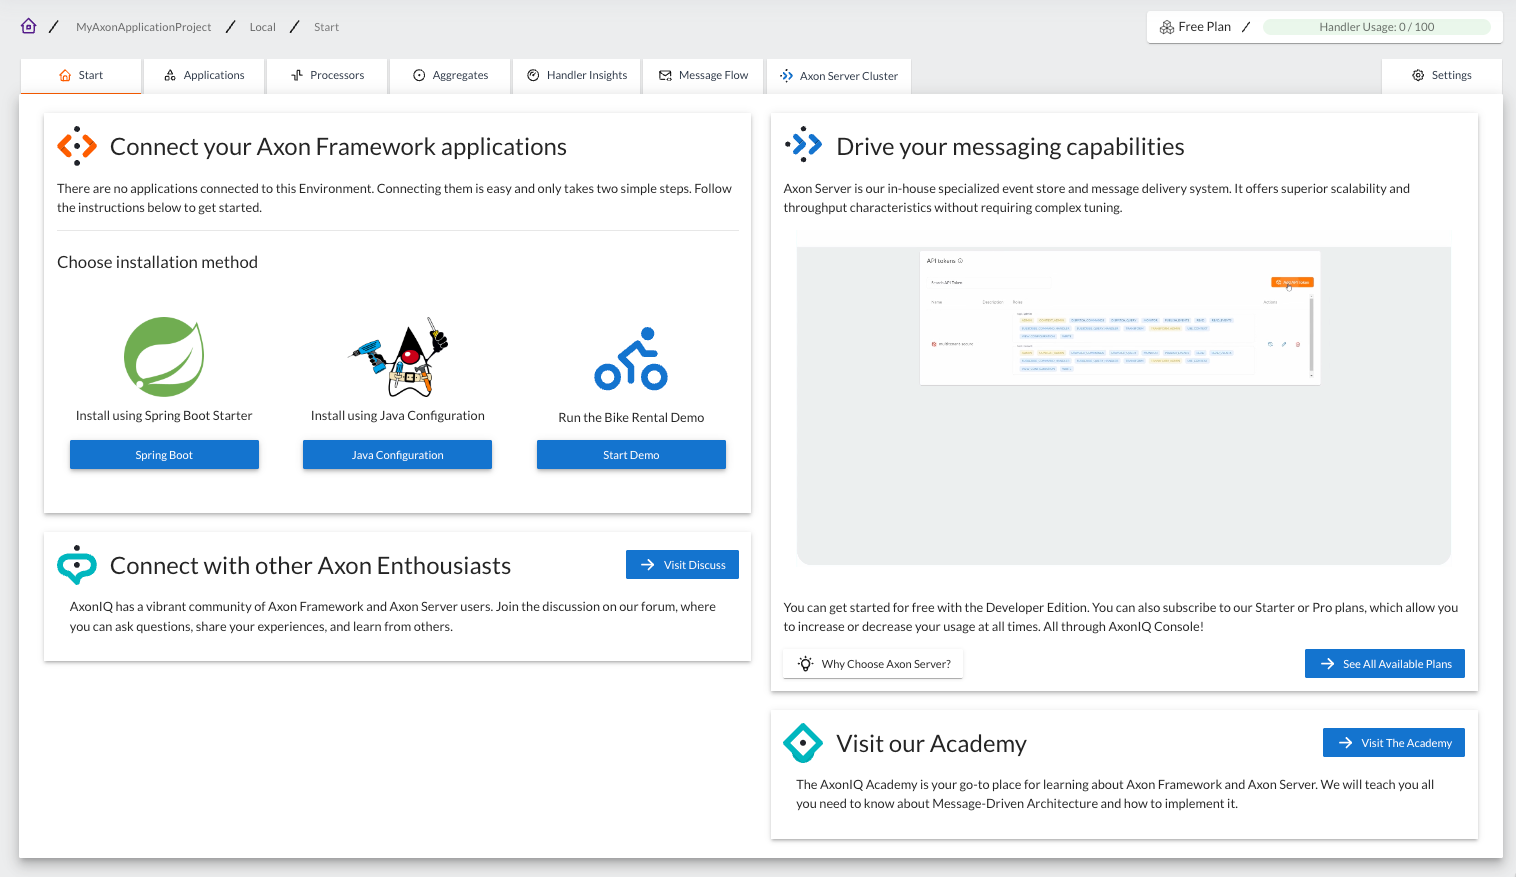 MyAxonApplicationProject / Local / Start
Free Plan / Handler Usage: 0 / 100
Start
Applications
Processors
Aggregates
Handler Insights
Message Flow
Axon Server Cluster
Settings
Connect your Axon Framework applications
There are no applications connected to this Environment. Connecting them is easy and only takes two simple steps. Follow
the instructions below to get started.
Choose installation method
Install using Spring Boot Starter
Spring Boot
Install using Java Configuration
Java Configuration
Run the Bike Rental Demo
Start Demo
Connect with other Axon Enthousiasts
Visit Discuss
AxonIQ has a vibrant community of Axon Framework and Axon Server users. Join the discussion on our forum, where
you can ask questions, share your experiences, and learn from others.
Drive your messaging capabilities
Axon Server is our in-house specialized event store and message delivery system. It offers superior scalability and
throughput characteristics without requiring complex tuning.
API tokens
Search API Token
Name
Description
Roles
Actions
You can get started for free with the Developer Edition. You can also subscribe to our Starter or Pro plans, which allow you
to increase or decrease your usage at all times. All through AxonIQ Console!
Why Choose Axon Server?
See All Available Plans
Visit our Academy
Visit The Academy
The AxonIQ Academy is your go-to place for learning about Axon Framework and Axon Server. We will teach you all
you need to know about Message-Driven Architecture and how to implement it.